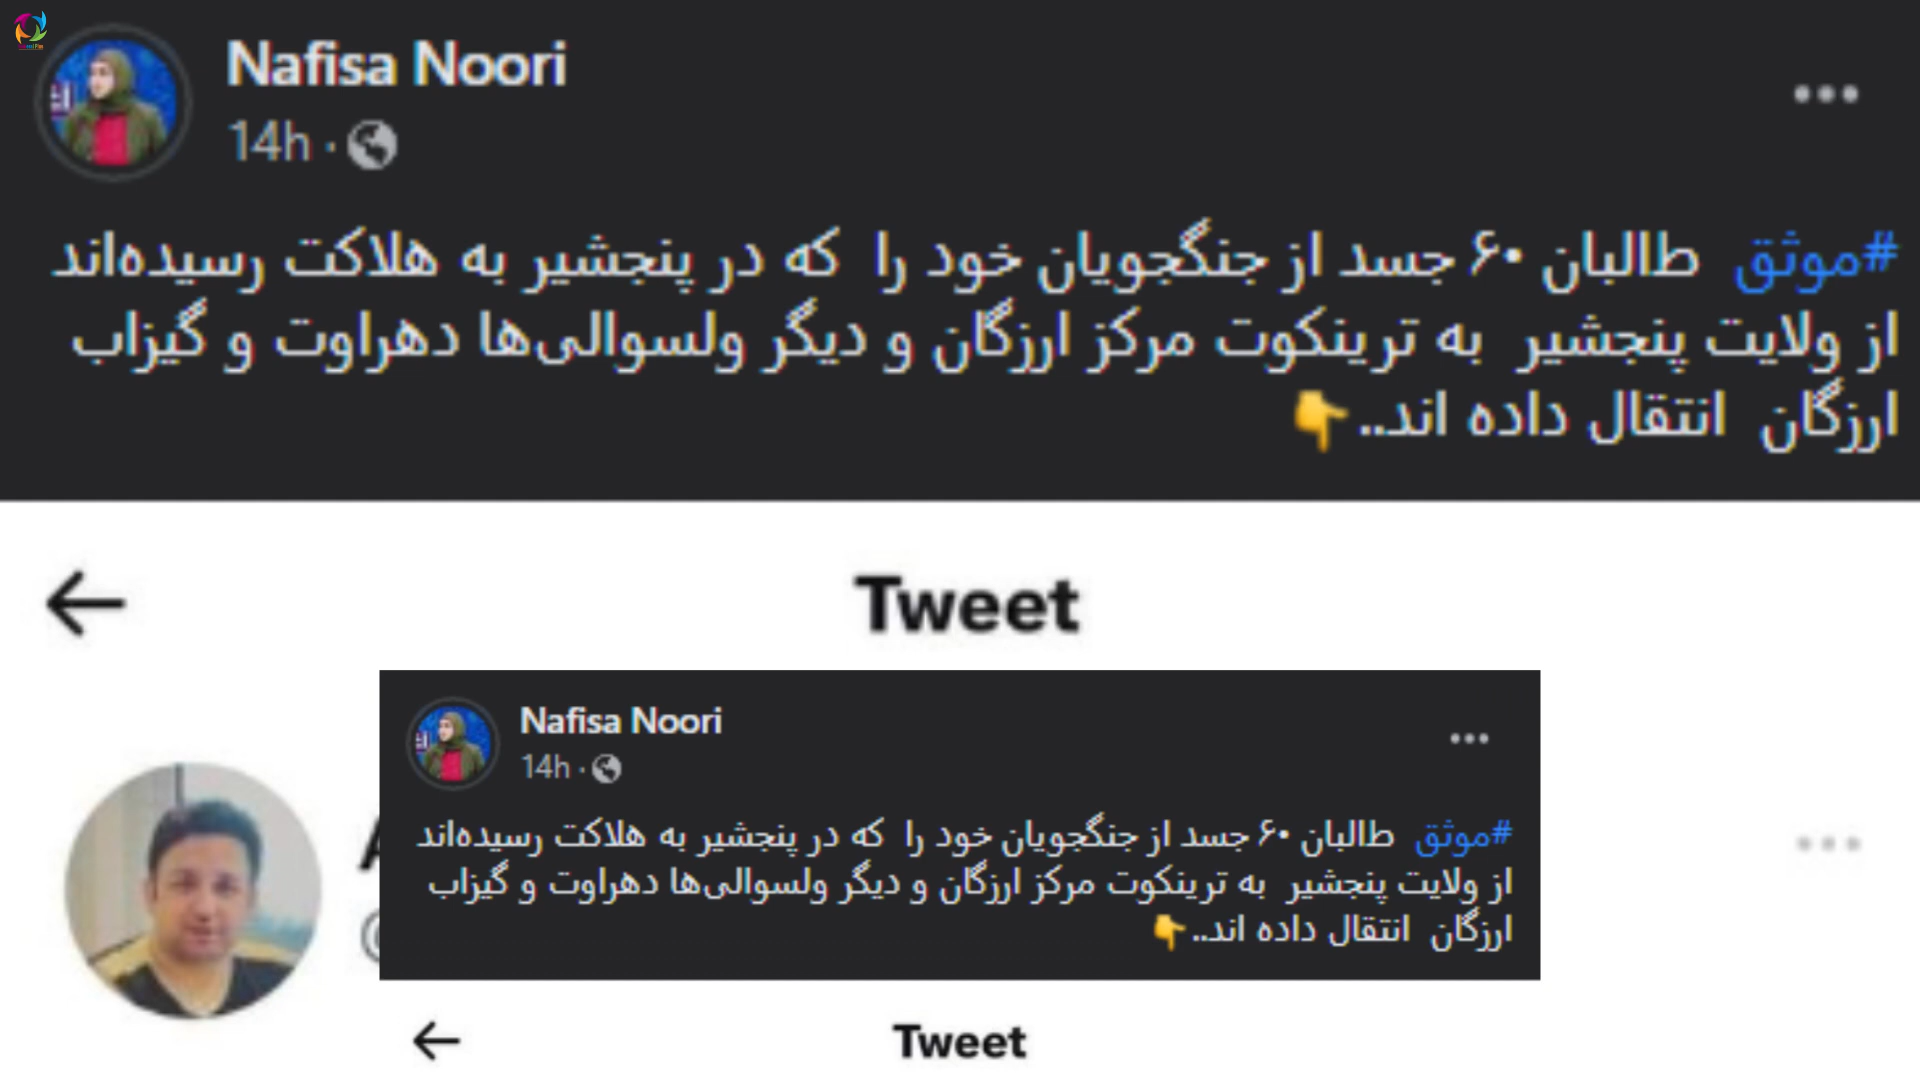 Nafisa Noori
14h ·
#موثق طالبان ۶۰ جسد از جنگجویان خود را که در پنجشیر به هلاکت رسیده‌اند
از ولایت پنجشیر به ترینکوت مرکز ارزگان و دیگر ولسوالی‌ها دهراوت و گیزاب
ارزگان انتقال داده اند..👇
Tweet
Nafisa Noori
14h ·
#موثق طالبان ۶۰ جسد از جنگجویان خود را که در پنجشیر به هلاکت رسیده‌اند
از ولایت پنجشیر به ترینکوت مرکز ارزگان و دیگر ولسوالی‌ها دهراوت و گیزاب
ارزگان انتقال داده اند..👇
Tweet